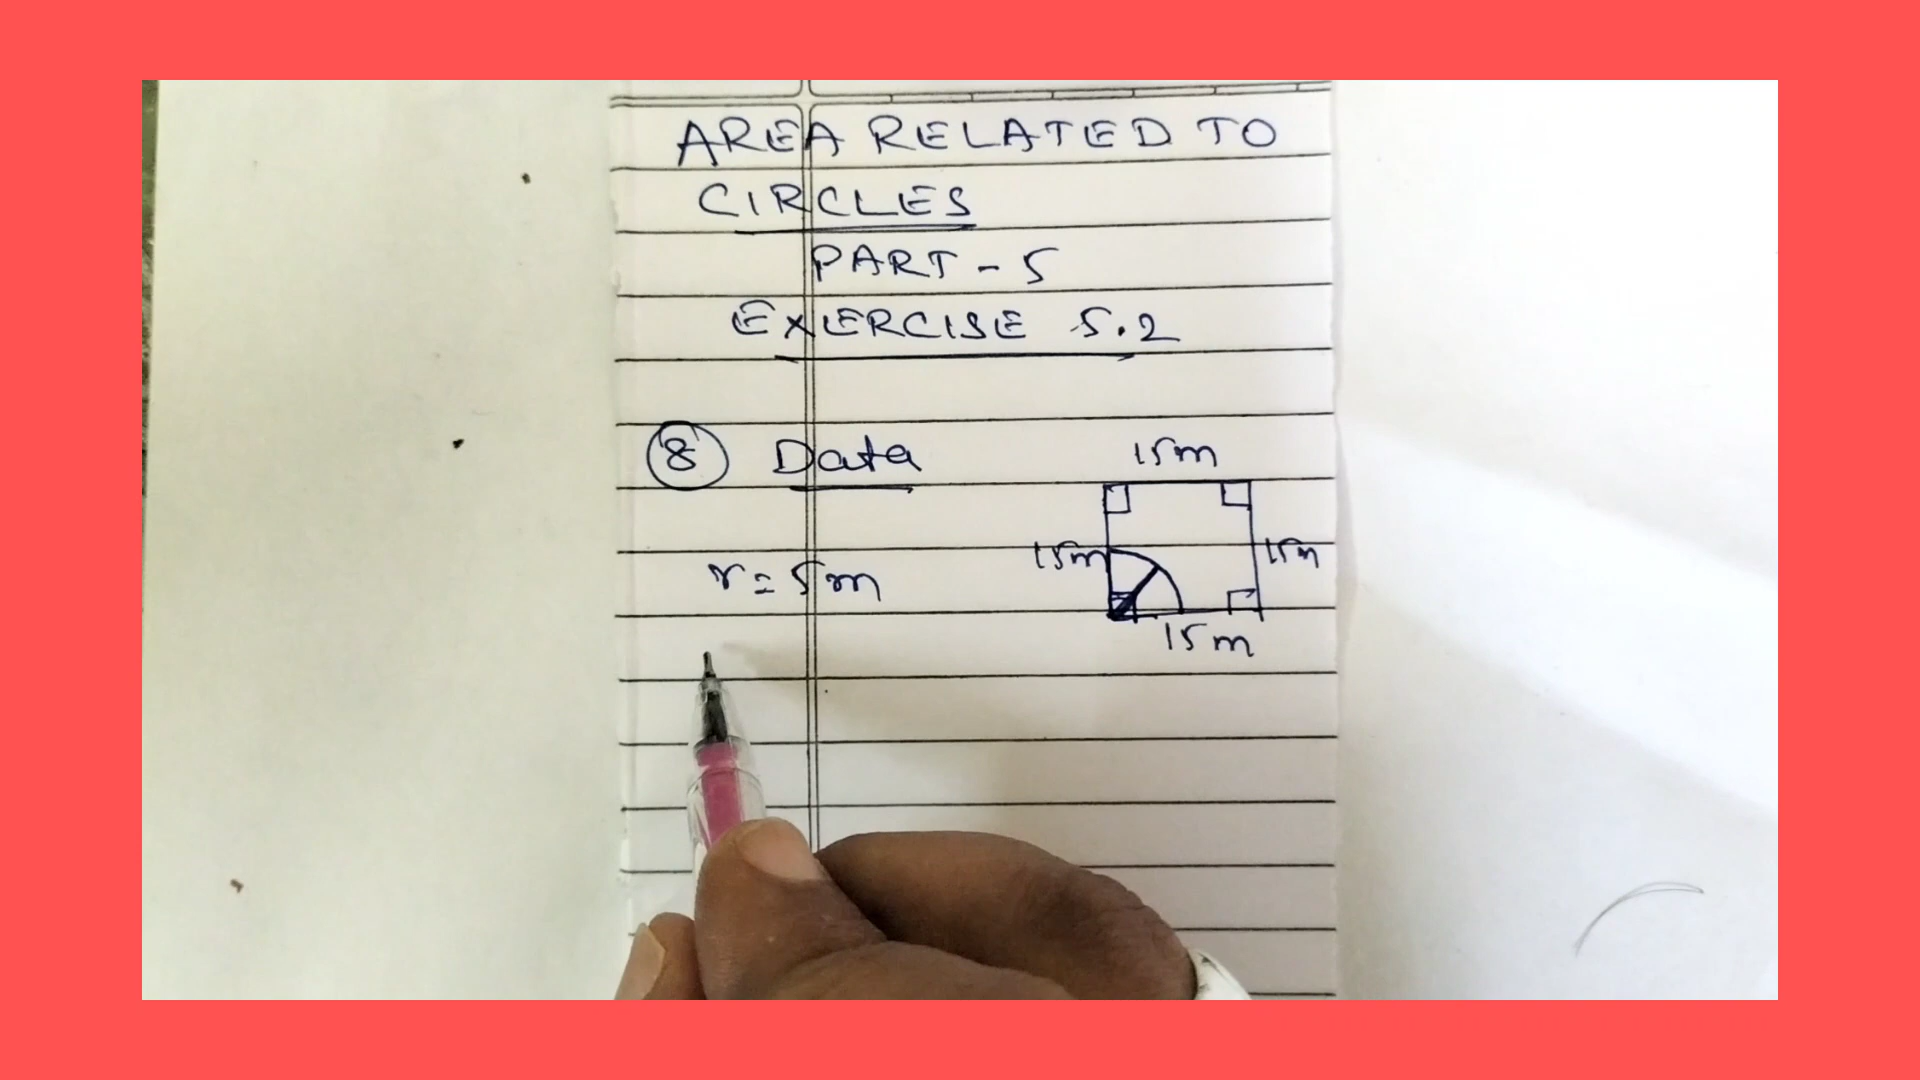 AREA RELATED TO
CIRCLES
PART - 5
EXERCISE 5.2
8 Data
15m
15m
15m
r = 5m
15m